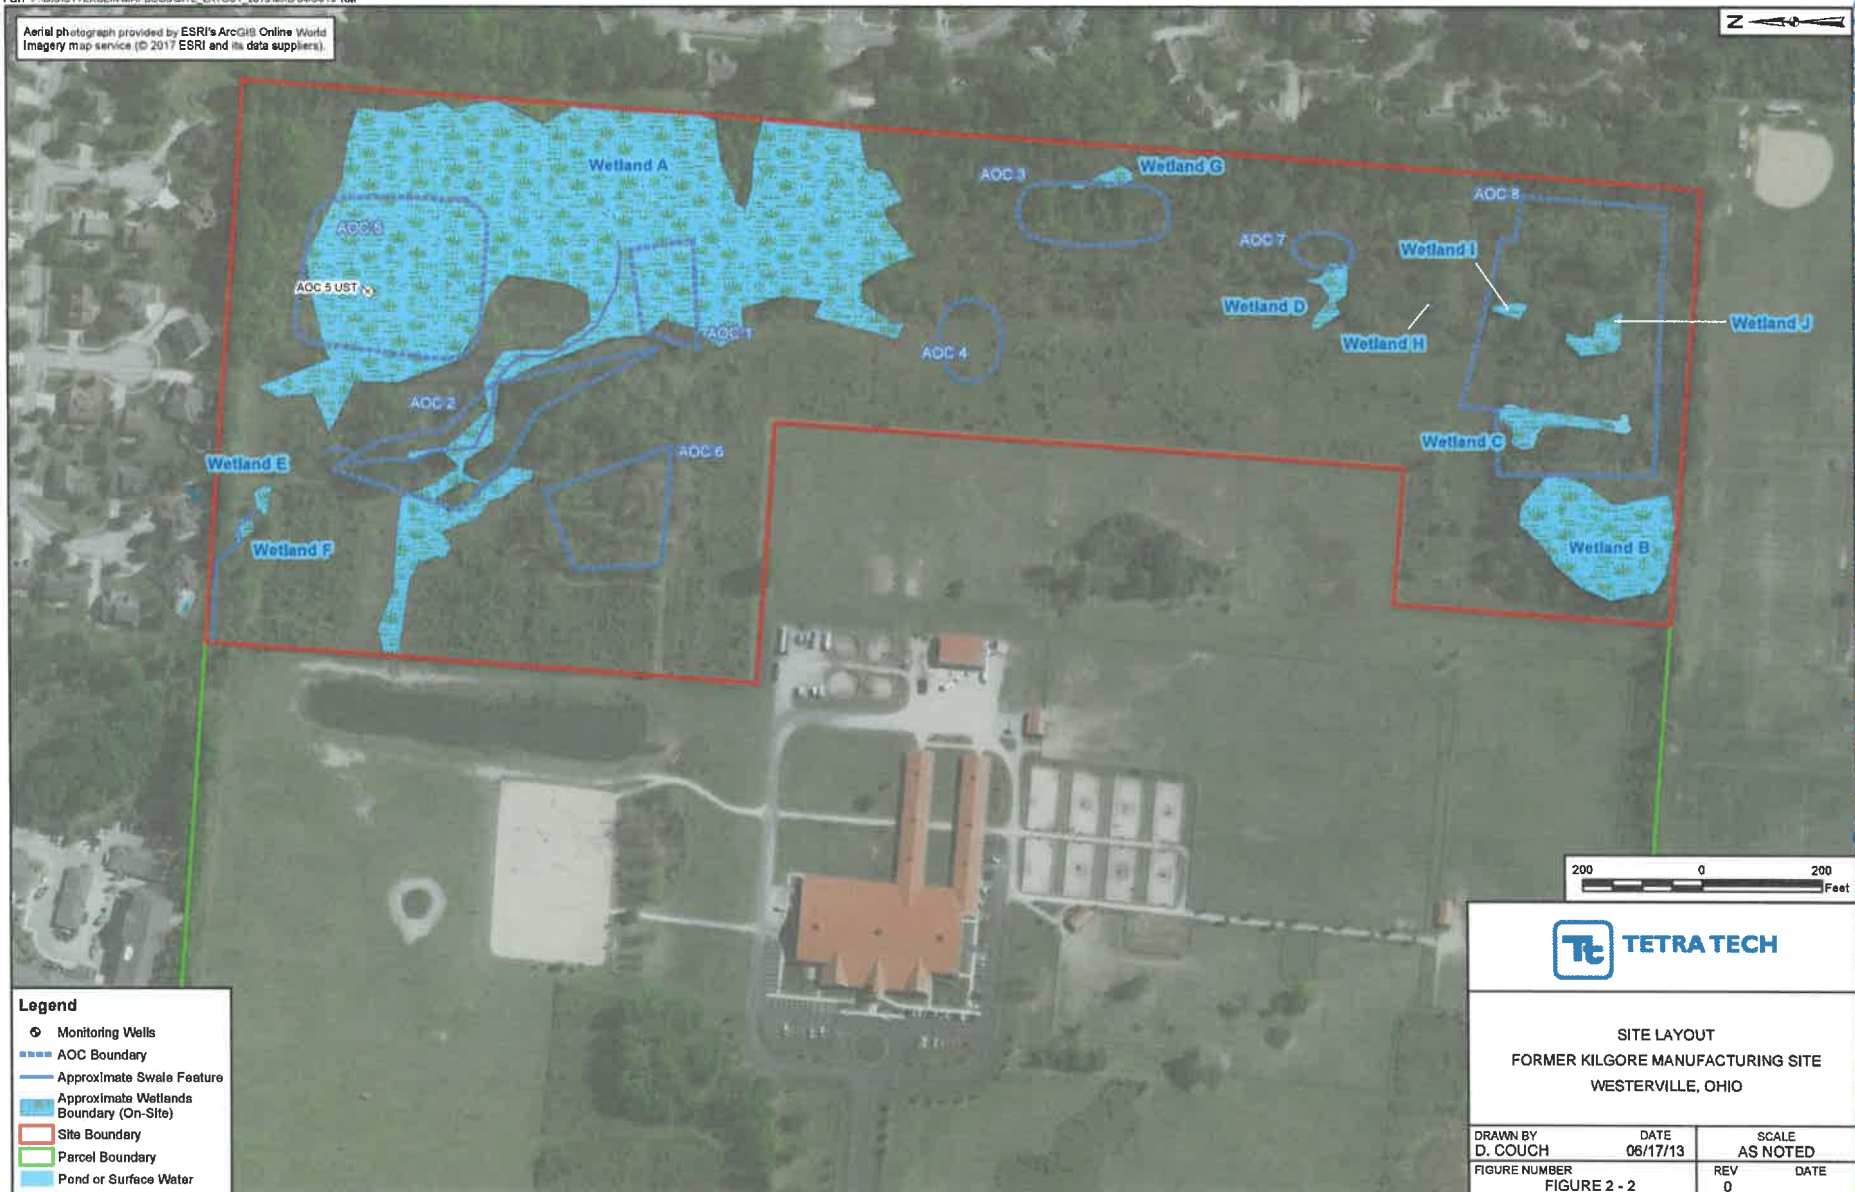 Aerial photograph provided by ESRI's ArcGIS Online World
Imagery map service (© 2017 ESRI and its data suppliers).
N
Wetland A
AOC 5
AOC 5 UST
AOC 1
AOC 2
Wetland E
Wetland F
AOC 6
AOC 3
Wetland G
AOC 4
AOC 7
Wetland D
Wetland H
Wetland I
AOC 8
Wetland J
Wetland C
Wetland B
200 0 200
Feet
Tt
TETRA TECH
SITE LAYOUT
FORMER KILGORE MANUFACTURING SITE
WESTERVILLE, OHIO
DRAWN BY DATE SCALE
D. COUCH 06/17/13 AS NOTED
FIGURE NUMBER REV DATE
FIGURE 2 - 2 0
Legend
Monitoring Wells
AOC Boundary
Approximate Swale Feature
Approximate Wetlands
Boundary (On-Site)
Site Boundary
Parcel Boundary
Pond or Surface Water